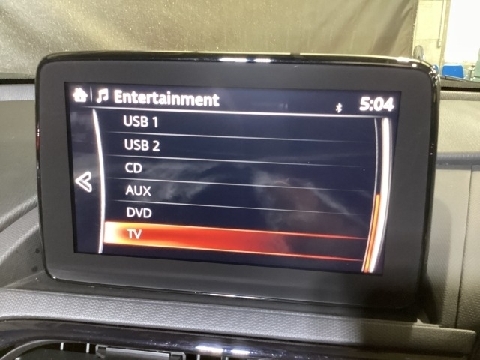 Entertainment 5:04
USB 1
USB 2
CD
AUX
DVD
TV